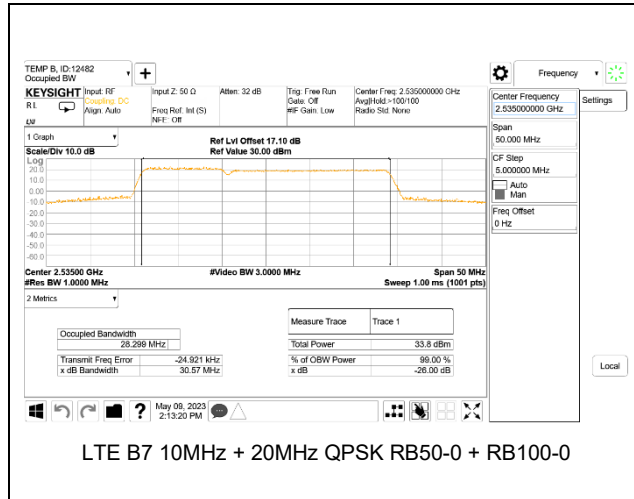 TEMP B, ID:12482
Occupied BW
Frequency
KEYSIGHT
Input: RF
Coupling: DC
Align: Auto
Input Z: 50 Ω
Freq Ref: Int (S)
NFE: Off
Atten: 32 dB
Trig: Free Run
Gate: Off
#IF Gain: Low
Center Freq: 2.535000000 GHz
Avg|Hold:>100/100
Radio Std: None
R L
Center Frequency
2.535000000 GHz
Settings
Span
50.000 MHz
CF Step
5.000000 MHz
Auto
Man
Freq Offset
0 Hz
Local
1 Graph
Scale/Div 10.0 dB
Ref Lvl Offset 17.10 dB
Ref Value 30.00 dBm
Log
20.0
10.0
0.00
-10.0
-20.0
-30.0
-40.0
-50.0
-60.0
Center 2.53500 GHz
#Video BW 3.0000 MHz
Span 50 MHz
#Res BW 1.0000 MHz
Sweep 1.00 ms (1001 pts)
2 Metrics
Occupied Bandwidth
28.299 MHz
Transmit Freq Error -24.921 kHz
x dB Bandwidth 30.57 MHz
Measure Trace Trace 1
Total Power 33.8 dBm
% of OBW Power 99.00 %
x dB -26.00 dB
May 09, 2023
2:13:20 PM
LTE B7 10MHz + 20MHz QPSK RB50-0 + RB100-0